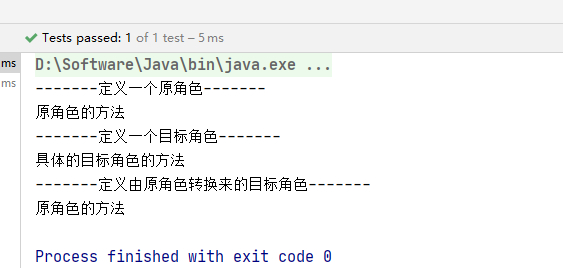 Tests passed: 1 of 1 test – 5 ms
ms
D:\Software\Java\bin\java.exe ...
ms
-------定义一个原角色-------
原角色的方法
-------定义一个目标角色-------
具体的目标角色的方法
-------定义由原角色转换来的目标角色-------
原角色的方法
Process finished with exit code 0